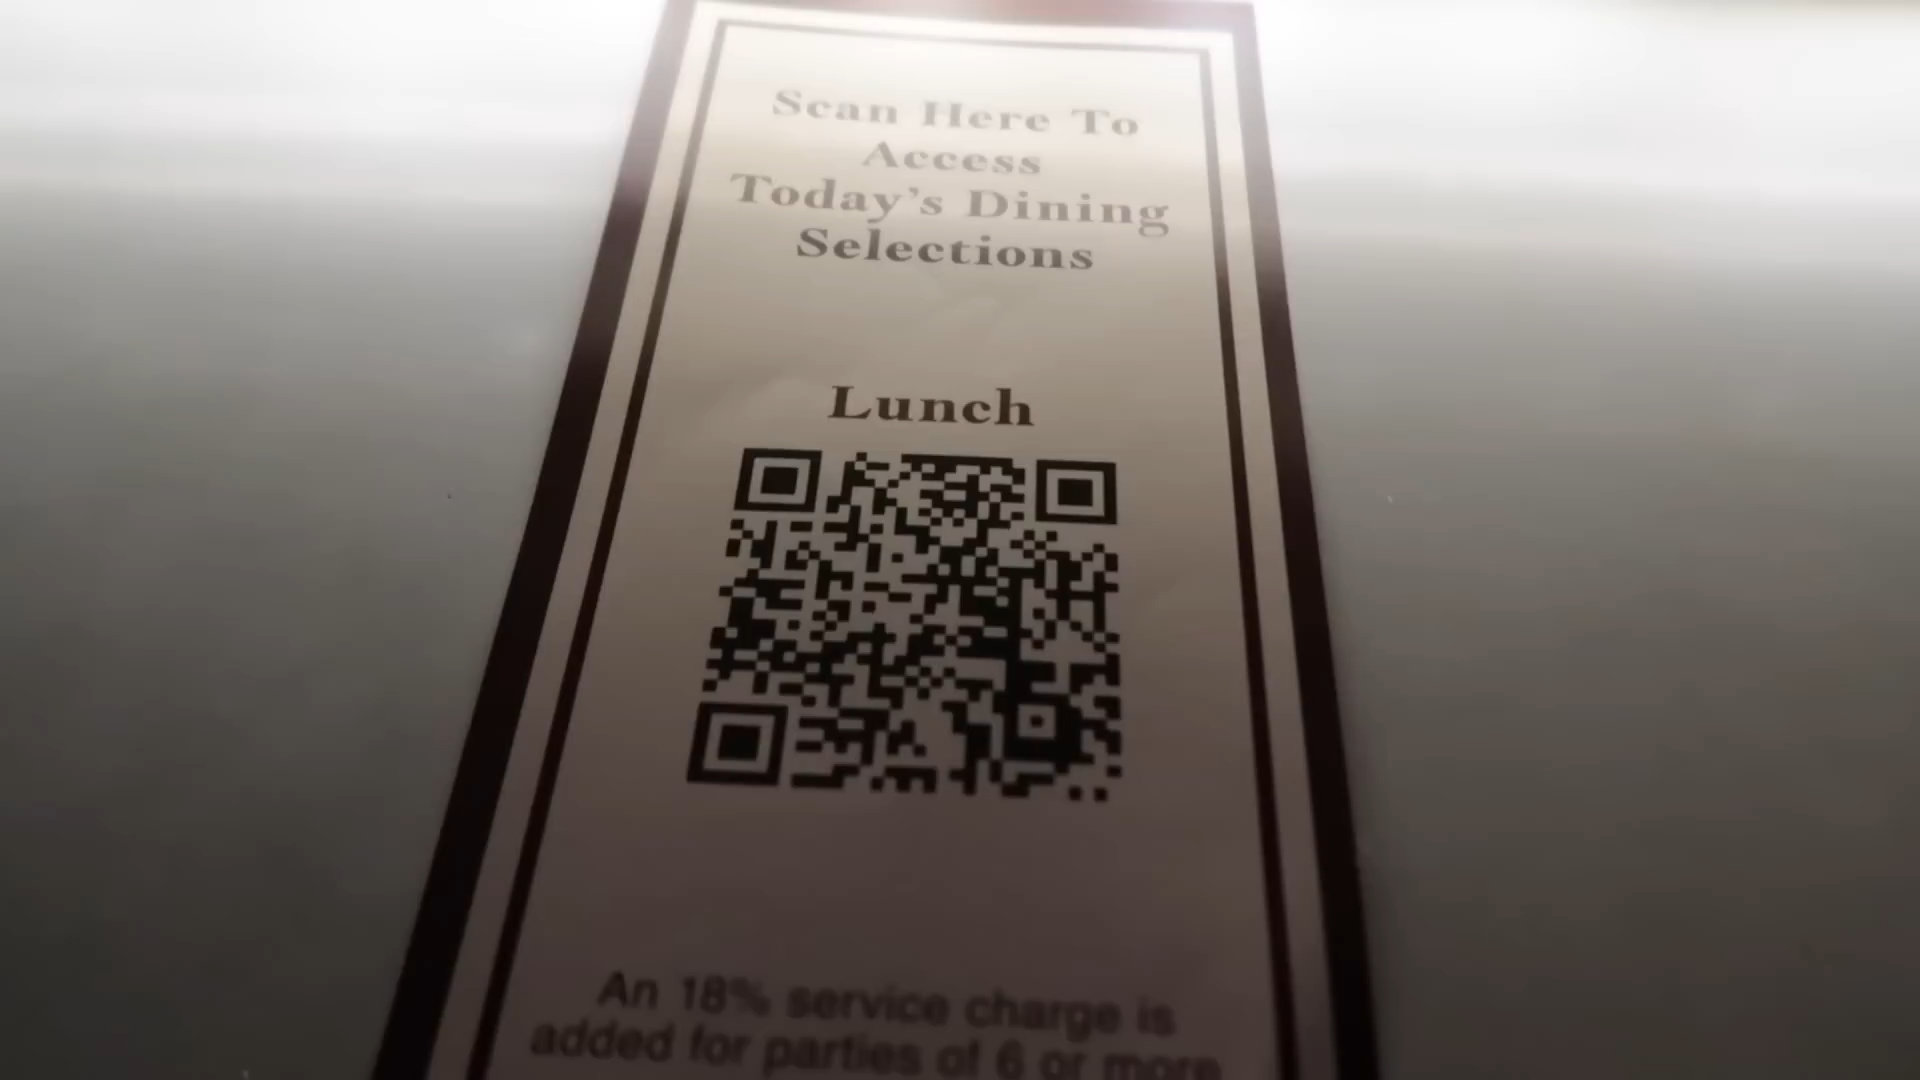 Scan Here To
Access
Today's Dining
Selections
Lunch
An 18% service charge is
added for parties of 6 or more